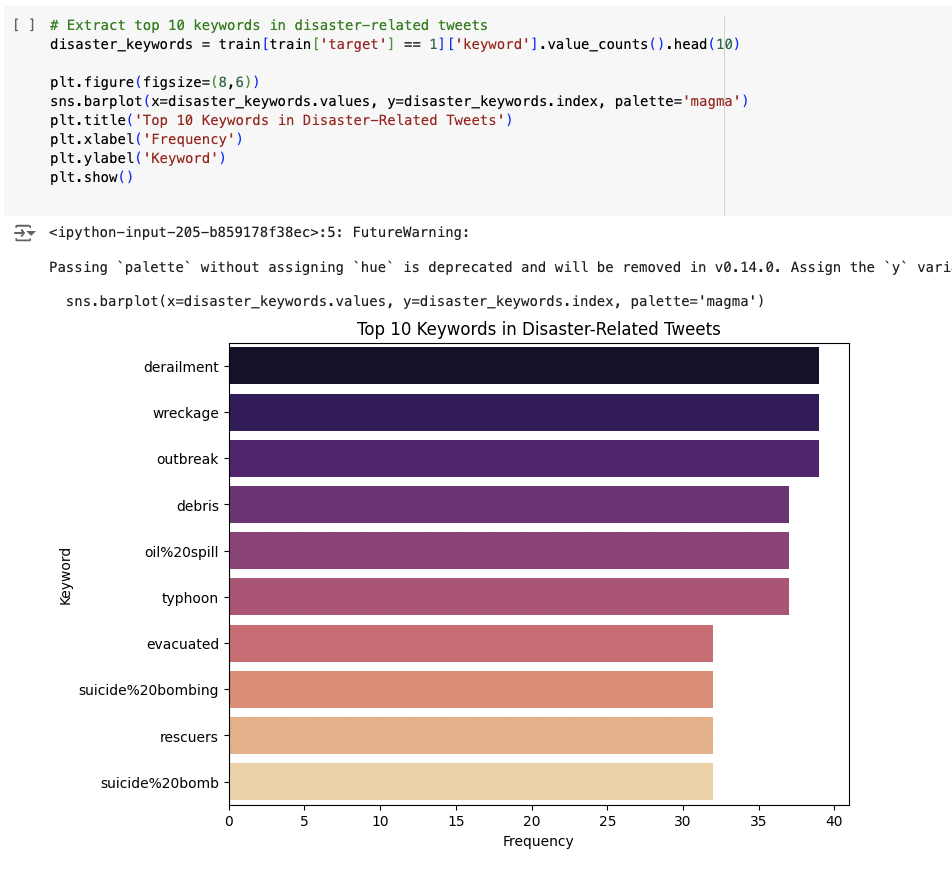 [ ] # Extract top 10 keywords in disaster-related tweets
disaster_keywords = train[train['target'] == 1]['keyword'].value_counts().head(10)
plt.figure(figsize=(8,6))
sns.barplot(x=disaster_keywords.values, y=disaster_keywords.index, palette='magma')
plt.title('Top 10 Keywords in Disaster-Related Tweets')
plt.xlabel('Frequency')
plt.ylabel('Keyword')
plt.show()
<ipython-input-205-b859178f38ec>:5: FutureWarning:
Passing `palette` without assigning `hue` is deprecated and will be removed in v0.14.0. Assign the `y` vari
sns.barplot(x=disaster_keywords.values, y=disaster_keywords.index, palette='magma')
Top 10 Keywords in Disaster-Related Tweets
derailment
wreckage
outbreak
debris
oil%20spill
typhoon
evacuated
suicide%20bombing
rescuers
suicide%20bomb
Keyword
0 5 10 15 20 25 30 35 40
Frequency